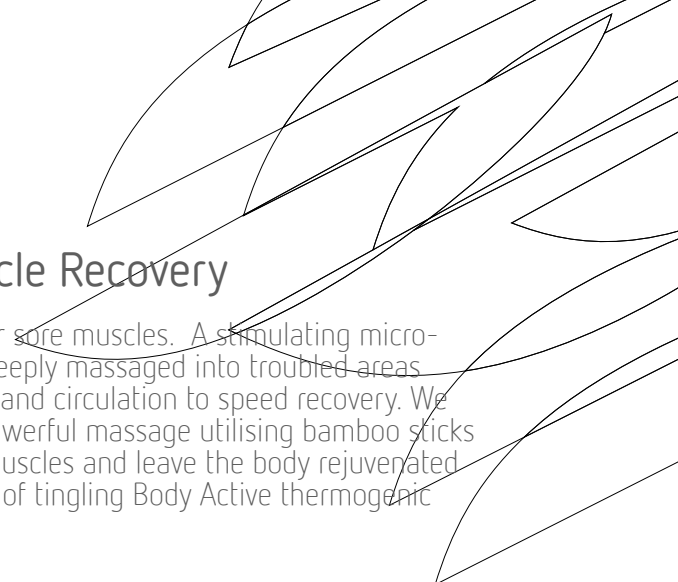 cle Recovery
r sore muscles. A stimulating micro-
eeply massaged into troubled areas
and circulation to speed recovery. We
werful massage utilising bamboo sticks
uscles and leave the body rejuvenated
of tingling Body Active thermogenic